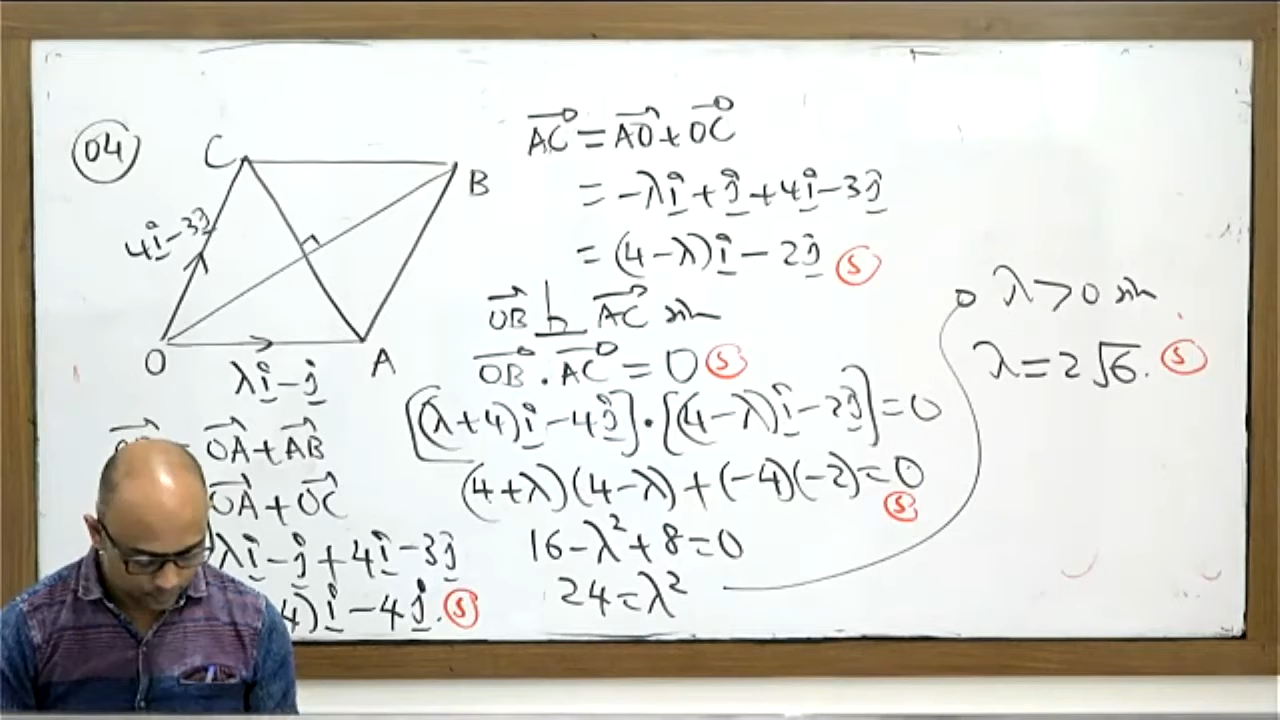 04
C
B
4i-3j
O
A
λi-j
OA+AB
OA+OC
λi-j+4i-3j
4)i-4j. 5
AC=AO+OC
=-λi+j+4i-3j
=(4-λ)i-2j 5
OB AC
OB.AC=0 5
[(λ+4)i-4j]·[(4-λ)i-2j]=0
(4+λ)(4-λ)+(-4)(-2)=0
5
16-λ²+8=0
24=λ²
λ>0
λ=2√6. 5